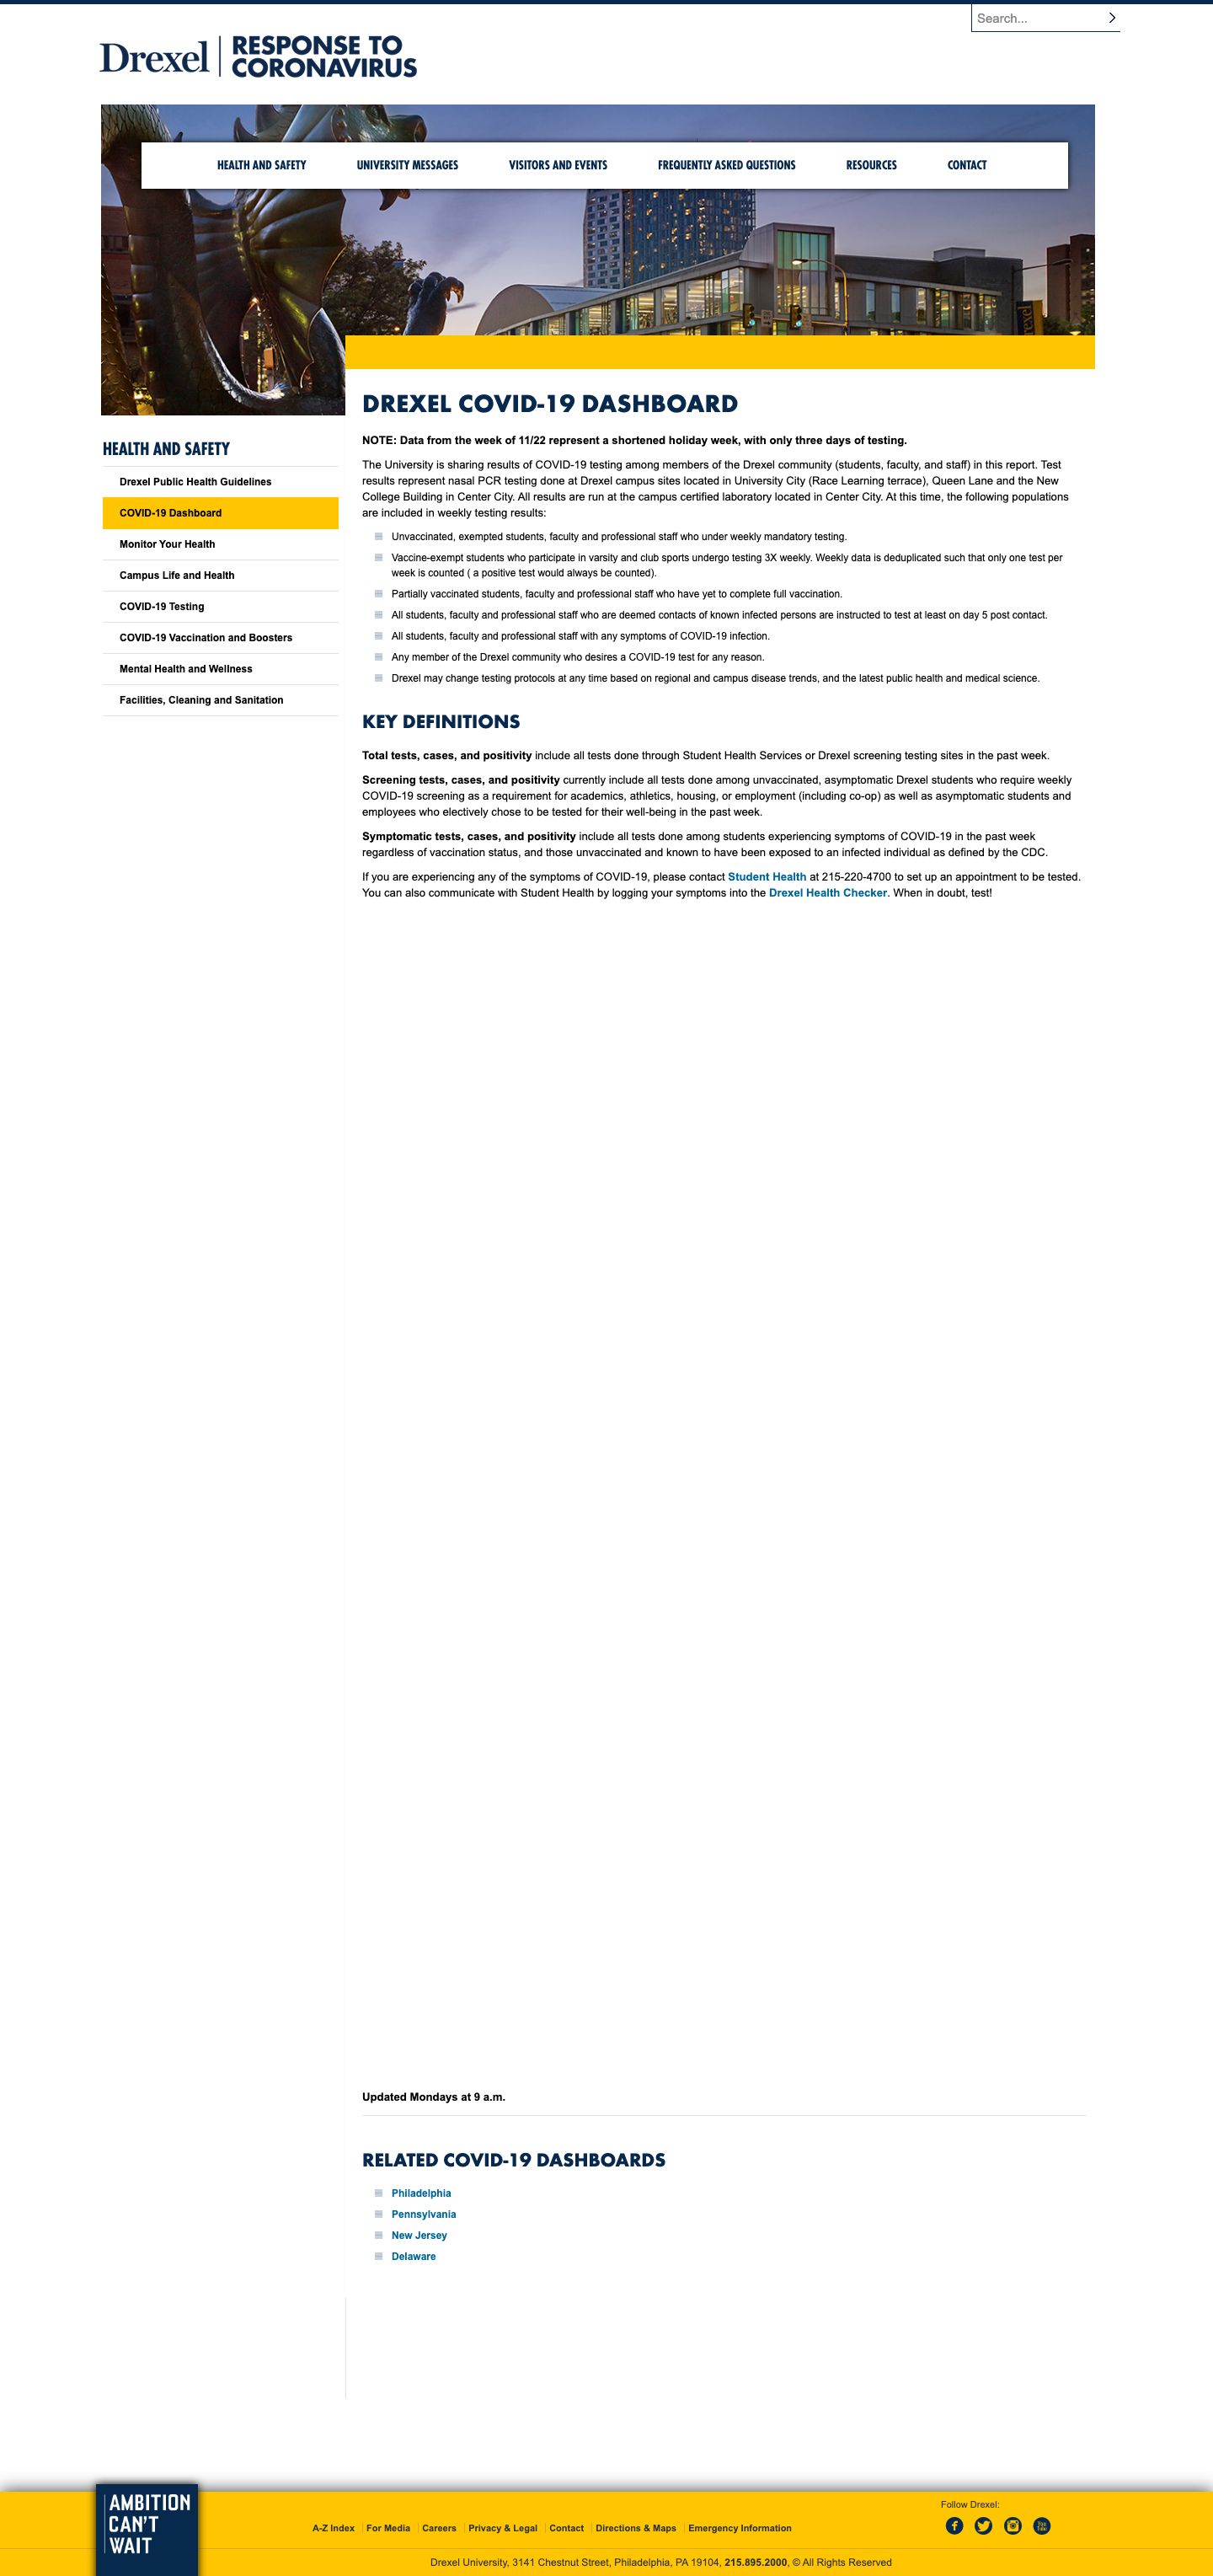 Search...
Drexel
RESPONSE TO
CORONAVIRUS
HEALTH AND SAFETY
UNIVERSITY MESSAGES
VISITORS AND EVENTS
FREQUENTLY ASKED QUESTIONS
RESOURCES
CONTACT
HEALTH AND SAFETY
Drexel Public Health Guidelines
COVID-19 Dashboard
Monitor Your Health
Campus Life and Health
COVID-19 Testing
COVID-19 Vaccination and Boosters
Mental Health and Wellness
Facilities, Cleaning and Sanitation
DREXEL COVID-19 DASHBOARD
NOTE: Data from the week of 11/22 represent a shortened holiday week, with only three days of testing.
The University is sharing results of COVID-19 testing among members of the Drexel community (students, faculty, and staff) in this report. Test
results represent nasal PCR testing done at Drexel campus sites located in University City (Race Learning terrace), Queen Lane and the New
College Building in Center City. All results are run at the campus certified laboratory located in Center City. At this time, the following populations
are included in weekly testing results:
Unvaccinated, exempted students, faculty and professional staff who under weekly mandatory testing.
Vaccine-exempt students who participate in varsity and club sports undergo testing 3X weekly. Weekly data is deduplicated such that only one test per
week is counted ( a positive test would always be counted).
Partially vaccinated students, faculty and professional staff who have yet to complete full vaccination.
All students, faculty and professional staff who are deemed contacts of known infected persons are instructed to test at least on day 5 post contact.
All students, faculty and professional staff with any symptoms of COVID-19 infection.
Any member of the Drexel community who desires a COVID-19 test for any reason.
Drexel may change testing protocols at any time based on regional and campus disease trends, and the latest public health and medical science.
KEY DEFINITIONS
Total tests, cases, and positivity include all tests done through Student Health Services or Drexel screening testing sites in the past week.
Screening tests, cases, and positivity currently include all tests done among unvaccinated, asymptomatic Drexel students who require weekly
COVID-19 screening as a requirement for academics, athletics, housing, or employment (including co-op) as well as asymptomatic students and
employees who electively chose to be tested for their well-being in the past week.
Symptomatic tests, cases, and positivity include all tests done among students experiencing symptoms of COVID-19 in the past week
regardless of vaccination status, and those unvaccinated and known to have been exposed to an infected individual as defined by the CDC.
If you are experiencing any of the symptoms of COVID-19, please contact Student Health at 215-220-4700 to set up an appointment to be tested.
You can also communicate with Student Health by logging your symptoms into the Drexel Health Checker. When in doubt, test!
Updated Mondays at 9 a.m.
RELATED COVID-19 DASHBOARDS
Philadelphia
Pennsylvania
New Jersey
Delaware
AMBITION
CAN'T
WAIT
A-Z Index
For Media
Careers
Privacy & Legal
Contact
Directions & Maps
Emergency Information
Follow Drexel:
Drexel University, 3141 Chestnut Street, Philadelphia, PA 19104, 215.895.2000, © All Rights Reserved